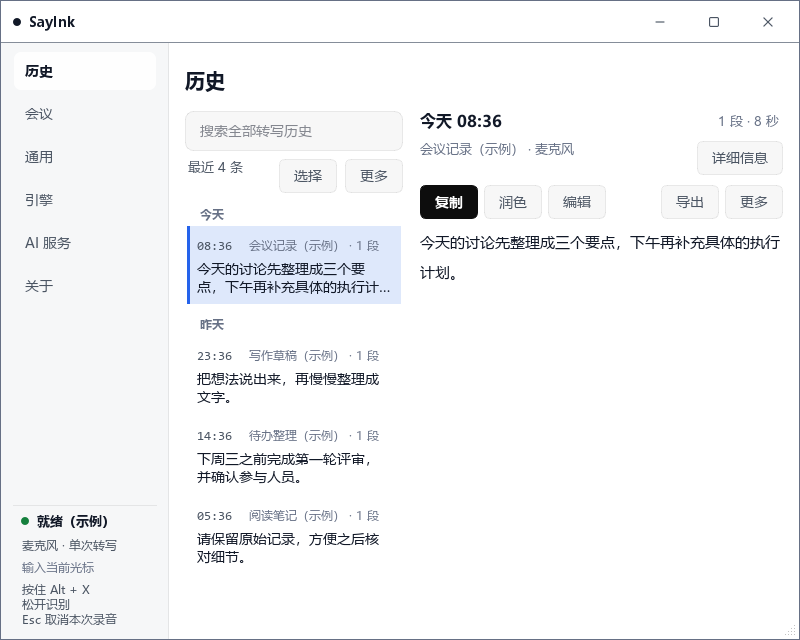 SayInk
历史
会议
通用
引擎
AI 服务
关于
就绪（示例）
麦克风 · 单次转写
输入当前光标
按住 Alt + X
松开识别
Esc 取消本次录音
历史
搜索全部转写历史
最近 4 条
选择
更多
今天
08:36 会议记录（示例） · 1 段
今天的讨论先整理成三个要
点，下午再补充具体的执行计…
昨天
23:36 写作草稿（示例） · 1 段
把想法说出来，再慢慢整理成
文字。
14:36 待办整理（示例） · 1 段
下周三之前完成第一轮评审，
并确认参与人员。
05:36 阅读笔记（示例） · 1 段
请保留原始记录，方便之后核
对细节。
今天 08:36
1 段 · 8 秒
会议记录（示例） · 麦克风
详细信息
复制
润色
编辑
导出
更多
今天的讨论先整理成三个要点，下午再补充具体的执行
计划。